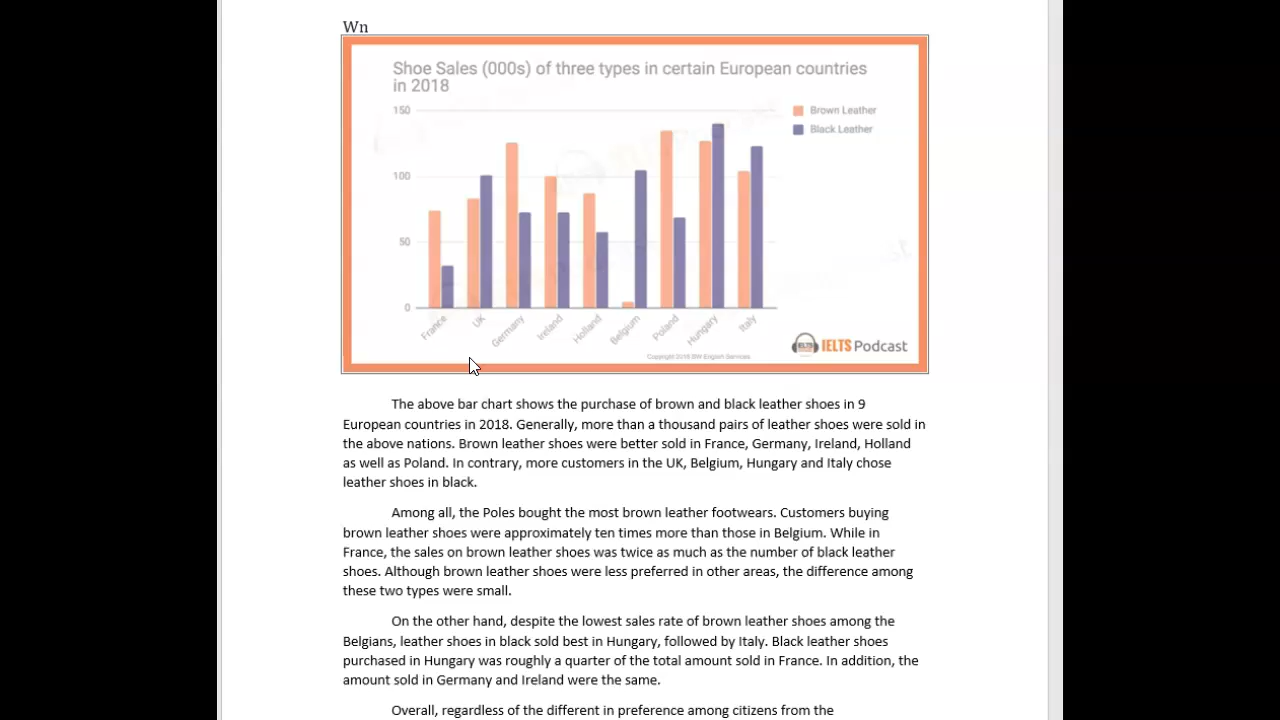 Wn
Shoe Sales (000s) of three types in certain European countries
in 2018
150
100
50
0
Brown Leather
Black Leather
France
UK
Germany
Ireland
Holland
Belgium
Poland
Hungary
Italy
IELTS Podcast
Copyright 2018 BW English Services
The above bar chart shows the purchase of brown and black leather shoes in 9
European countries in 2018. Generally, more than a thousand pairs of leather shoes were sold in
the above nations. Brown leather shoes were better sold in France, Germany, Ireland, Holland
as well as Poland. In contrary, more customers in the UK, Belgium, Hungary and Italy chose
leather shoes in black.
Among all, the Poles bought the most brown leather footwears. Customers buying
brown leather shoes were approximately ten times more than those in Belgium. While in
France, the sales on brown leather shoes was twice as much as the number of black leather
shoes. Although brown leather shoes were less preferred in other areas, the difference among
these two types were small.
On the other hand, despite the lowest sales rate of brown leather shoes among the
Belgians, leather shoes in black sold best in Hungary, followed by Italy. Black leather shoes
purchased in Hungary was roughly a quarter of the total amount sold in France. In addition, the
amount sold in Germany and Ireland were the same.
Overall, regardless of the different in preference among citizens from the